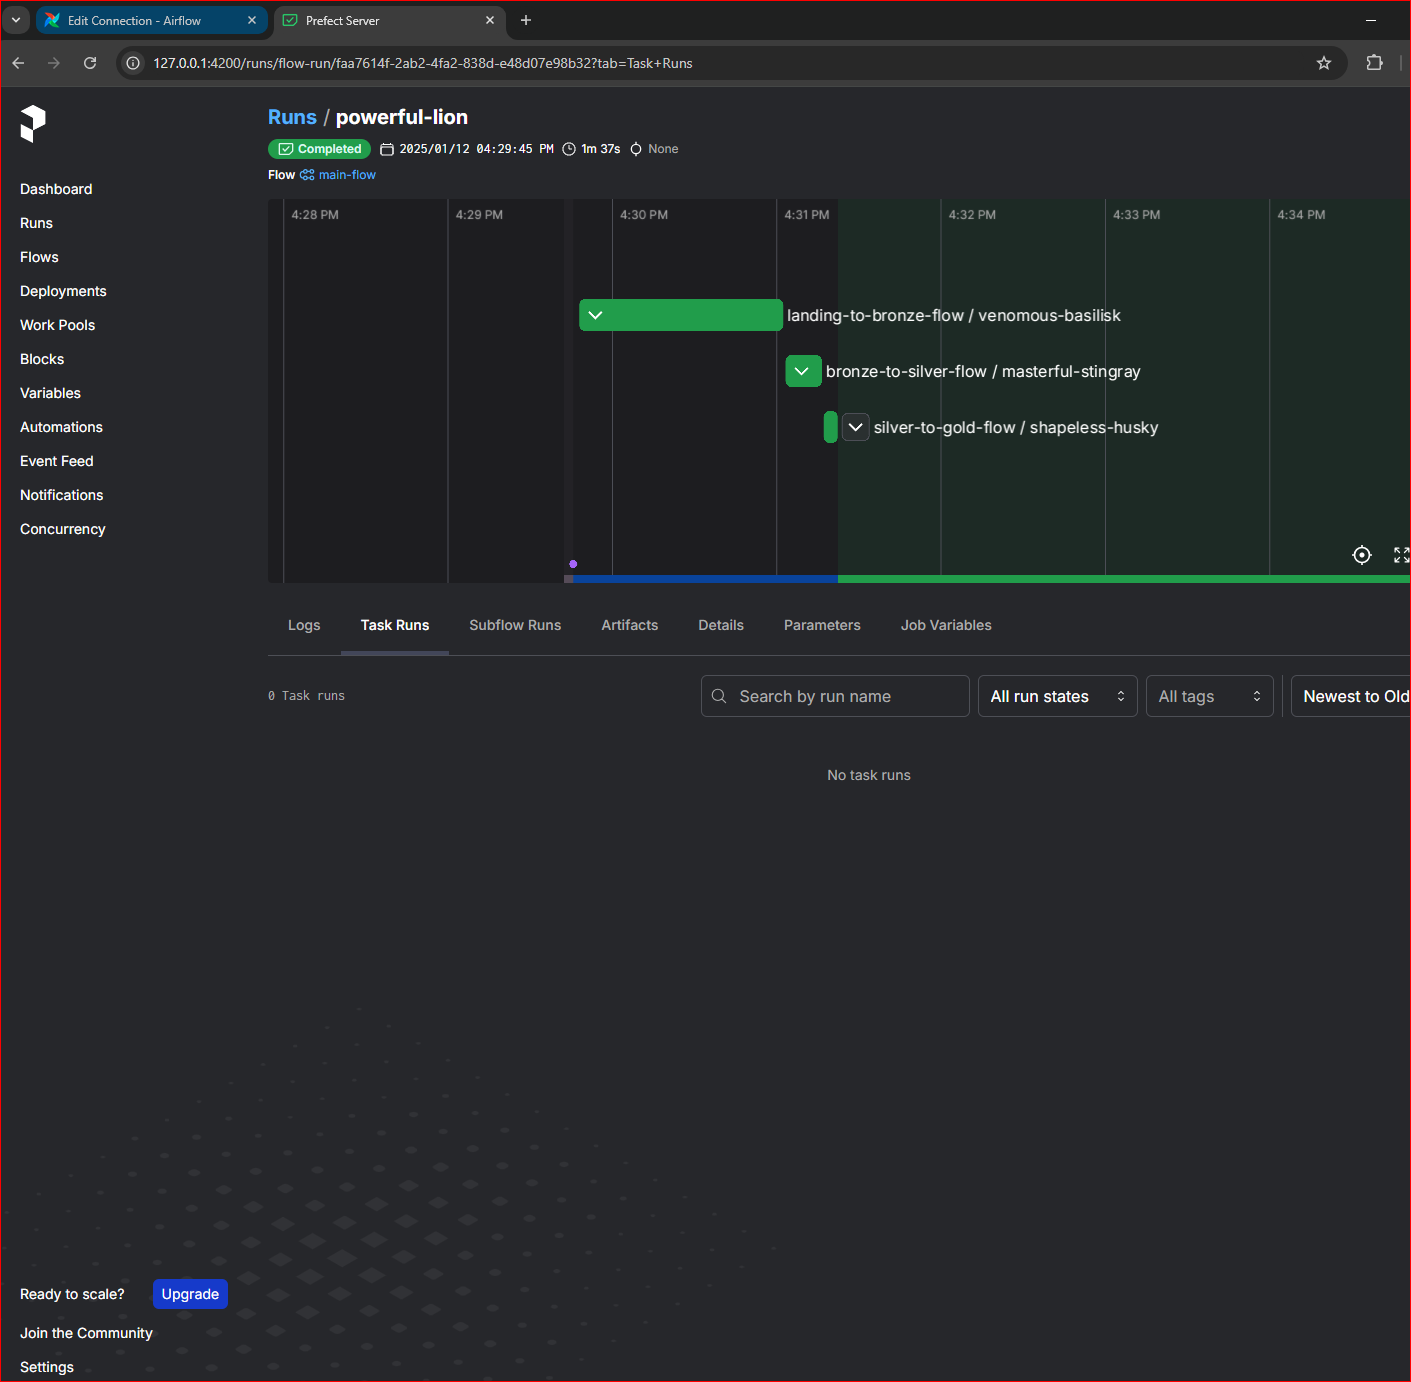 Edit Connection - Airflow
Prefect Server
127.0.0.1:4200/runs/flow-run/faa7614f-2ab2-4fa2-838d-e48d07e98b32?tab=Task+Runs
Runs / powerful-lion
Completed 2025/01/12 04:29:45 PM 1m 37s None
Flow main-flow
Dashboard
Runs
Flows
Deployments
Work Pools
Blocks
Variables
Automations
Event Feed
Notifications
Concurrency
4:28 PM 4:29 PM 4:30 PM 4:31 PM 4:32 PM 4:33 PM 4:34 PM
landing-to-bronze-flow / venomous-basilisk
bronze-to-silver-flow / masterful-stingray
silver-to-gold-flow / shapeless-husky
Logs Task Runs Subflow Runs Artifacts Details Parameters Job Variables
0 Task runs Search by run name All run states All tags Newest to Old
No task runs
Ready to scale? Upgrade
Join the Community
Settings